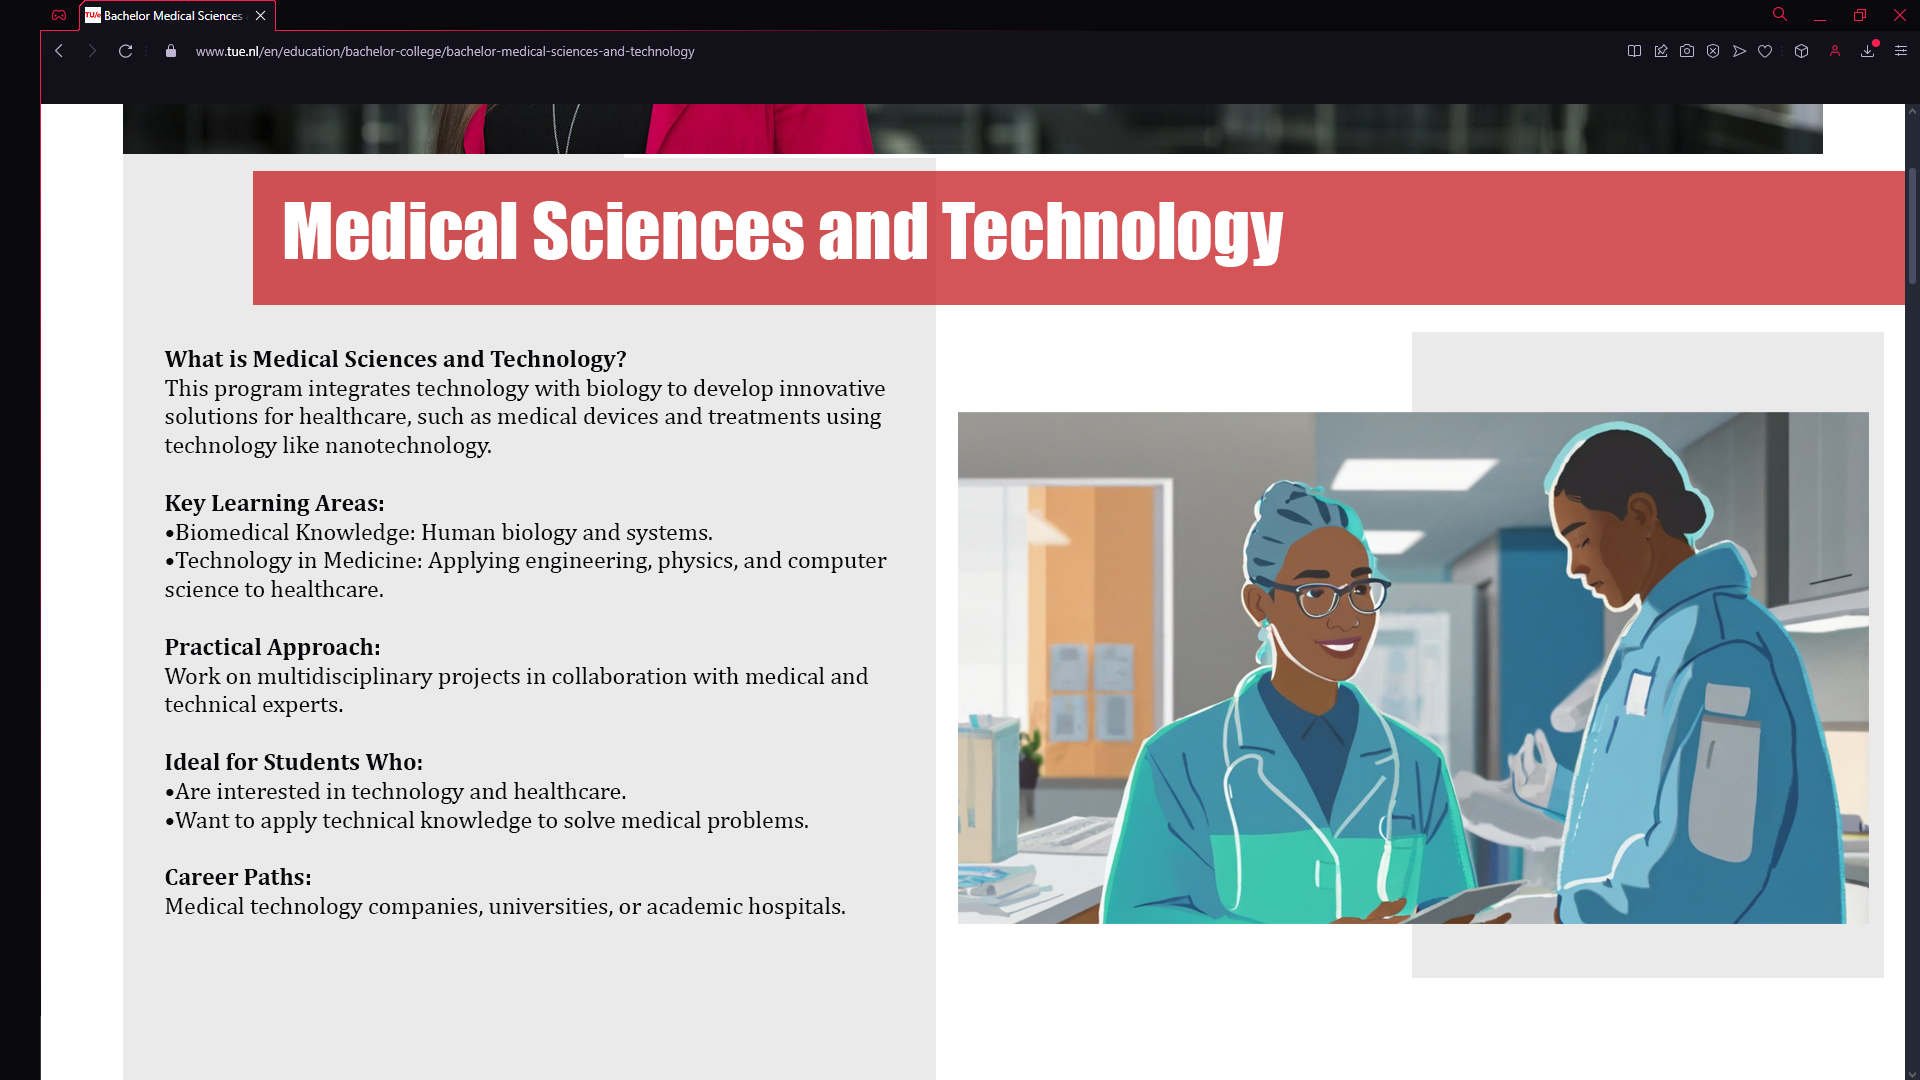 TU/e Bachelor Medical Sciences
www.tue.nl/en/education/bachelor-college/bachelor-medical-sciences-and-technology
Medical Sciences and Technology
What is Medical Sciences and Technology?
This program integrates technology with biology to develop innovative
solutions for healthcare, such as medical devices and treatments using
technology like nanotechnology.
Key Learning Areas:
•Biomedical Knowledge: Human biology and systems.
•Technology in Medicine: Applying engineering, physics, and computer
science to healthcare.
Practical Approach:
Work on multidisciplinary projects in collaboration with medical and
technical experts.
Ideal for Students Who:
•Are interested in technology and healthcare.
•Want to apply technical knowledge to solve medical problems.
Career Paths:
Medical technology companies, universities, or academic hospitals.